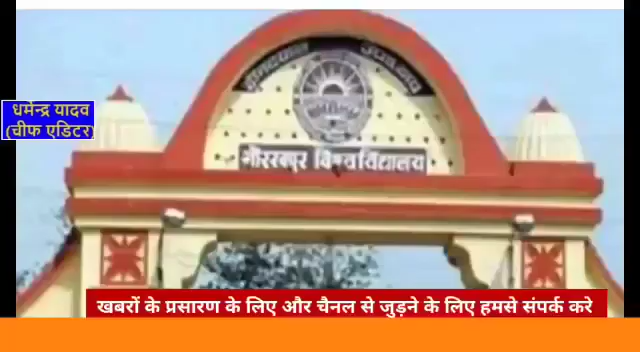 धर्मेन्द्र यादव
(चीफ एडिटर)
गोरखपुर विश्वविद्यालय
खबरों के प्रसारण के लिए और चैनल से जुड़ने के लिए हमसे संपर्क करे